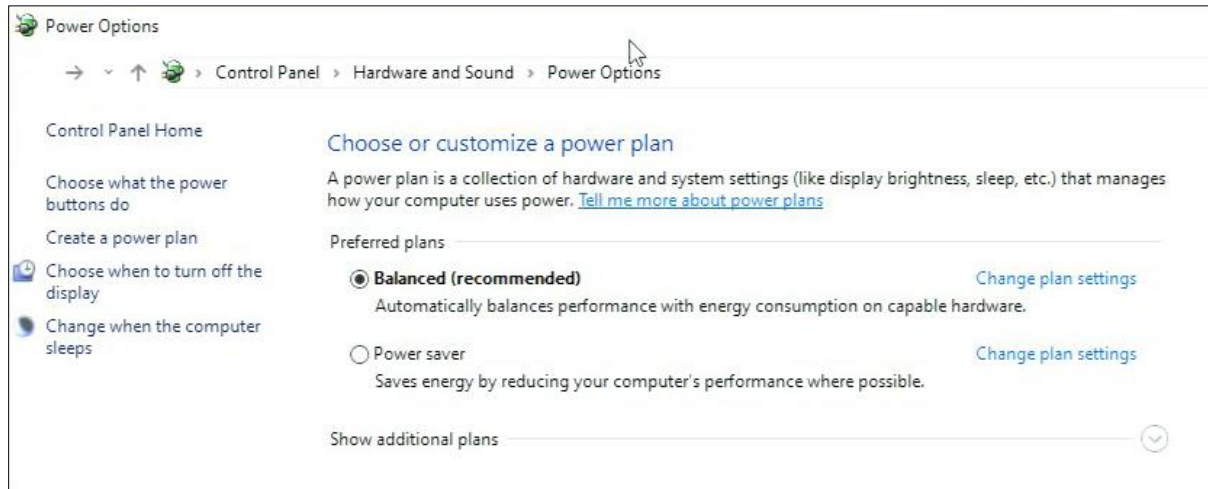 Power Options
Control Panel › Hardware and Sound › Power Options
Control Panel Home
Choose what the power
buttons do
Create a power plan
Choose when to turn off the
display
Change when the computer
sleeps
Choose or customize a power plan
A power plan is a collection of hardware and system settings (like display brightness, sleep, etc.) that manages
how your computer uses power. Tell me more about power plans
Preferred plans
Balanced (recommended)
Change plan settings
Automatically balances performance with energy consumption on capable hardware.
Power saver
Change plan settings
Saves energy by reducing your computer's performance where possible.
Show additional plans